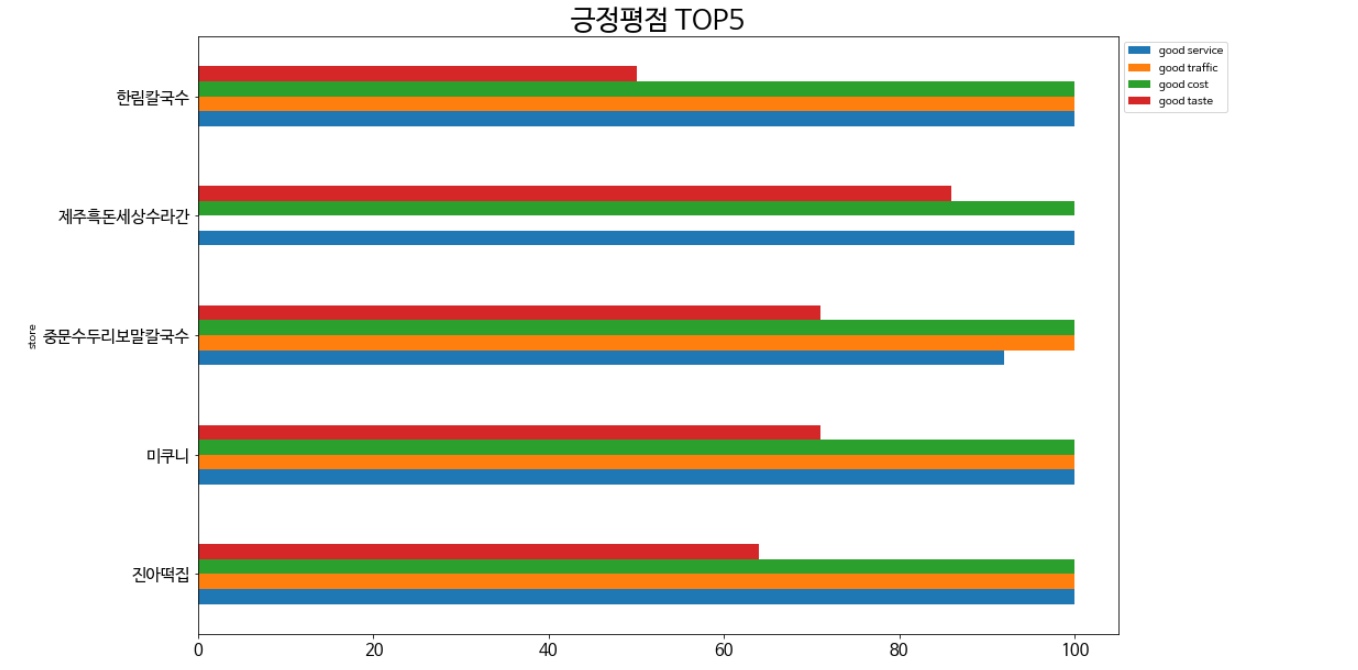 긍정평점 TOP5
good service
good traffic
good cost
good taste
한림칼국수
제주흑돈세상수라간
중문수두리보말칼국수
미쿠니
진아떡집
store
0 20 40 60 80 100